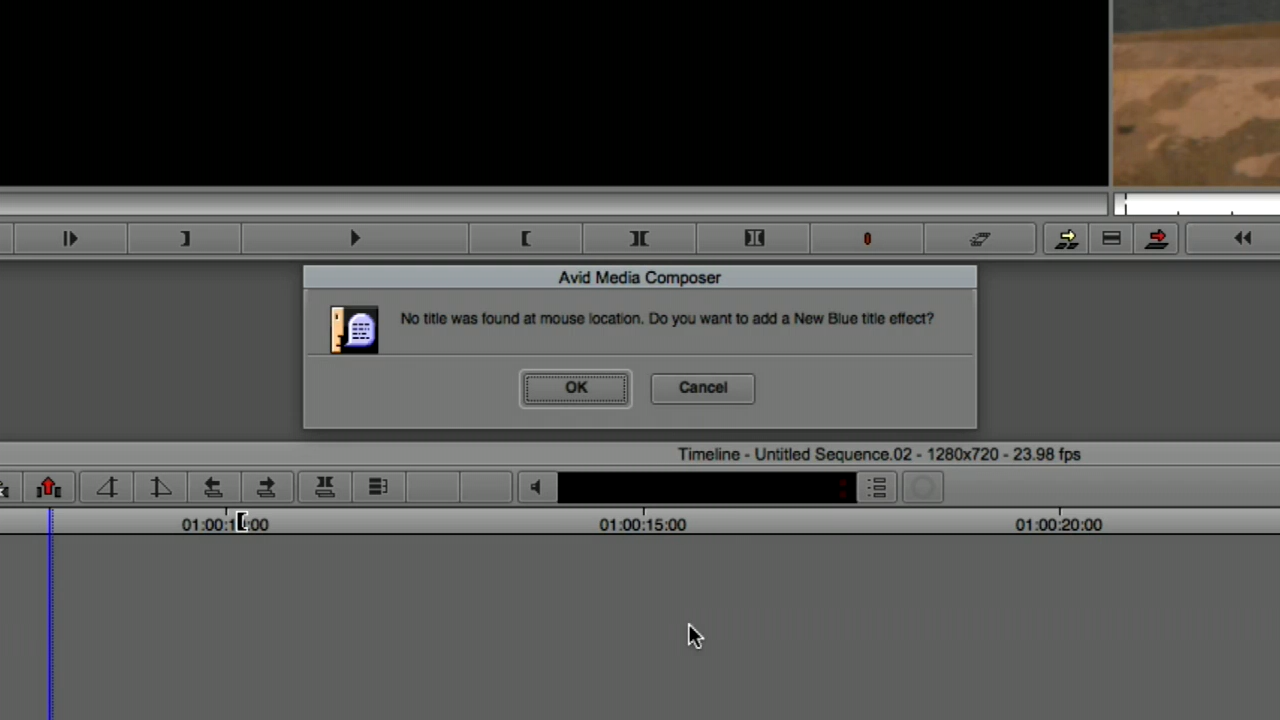 Avid Media Composer
No title was found at mouse location. Do you want to add a New Blue title effect?
OK
Cancel
Timeline - Untitled Sequence.02 - 1280x720 - 23.98 fps
01:00:15:00
01:00:20:00